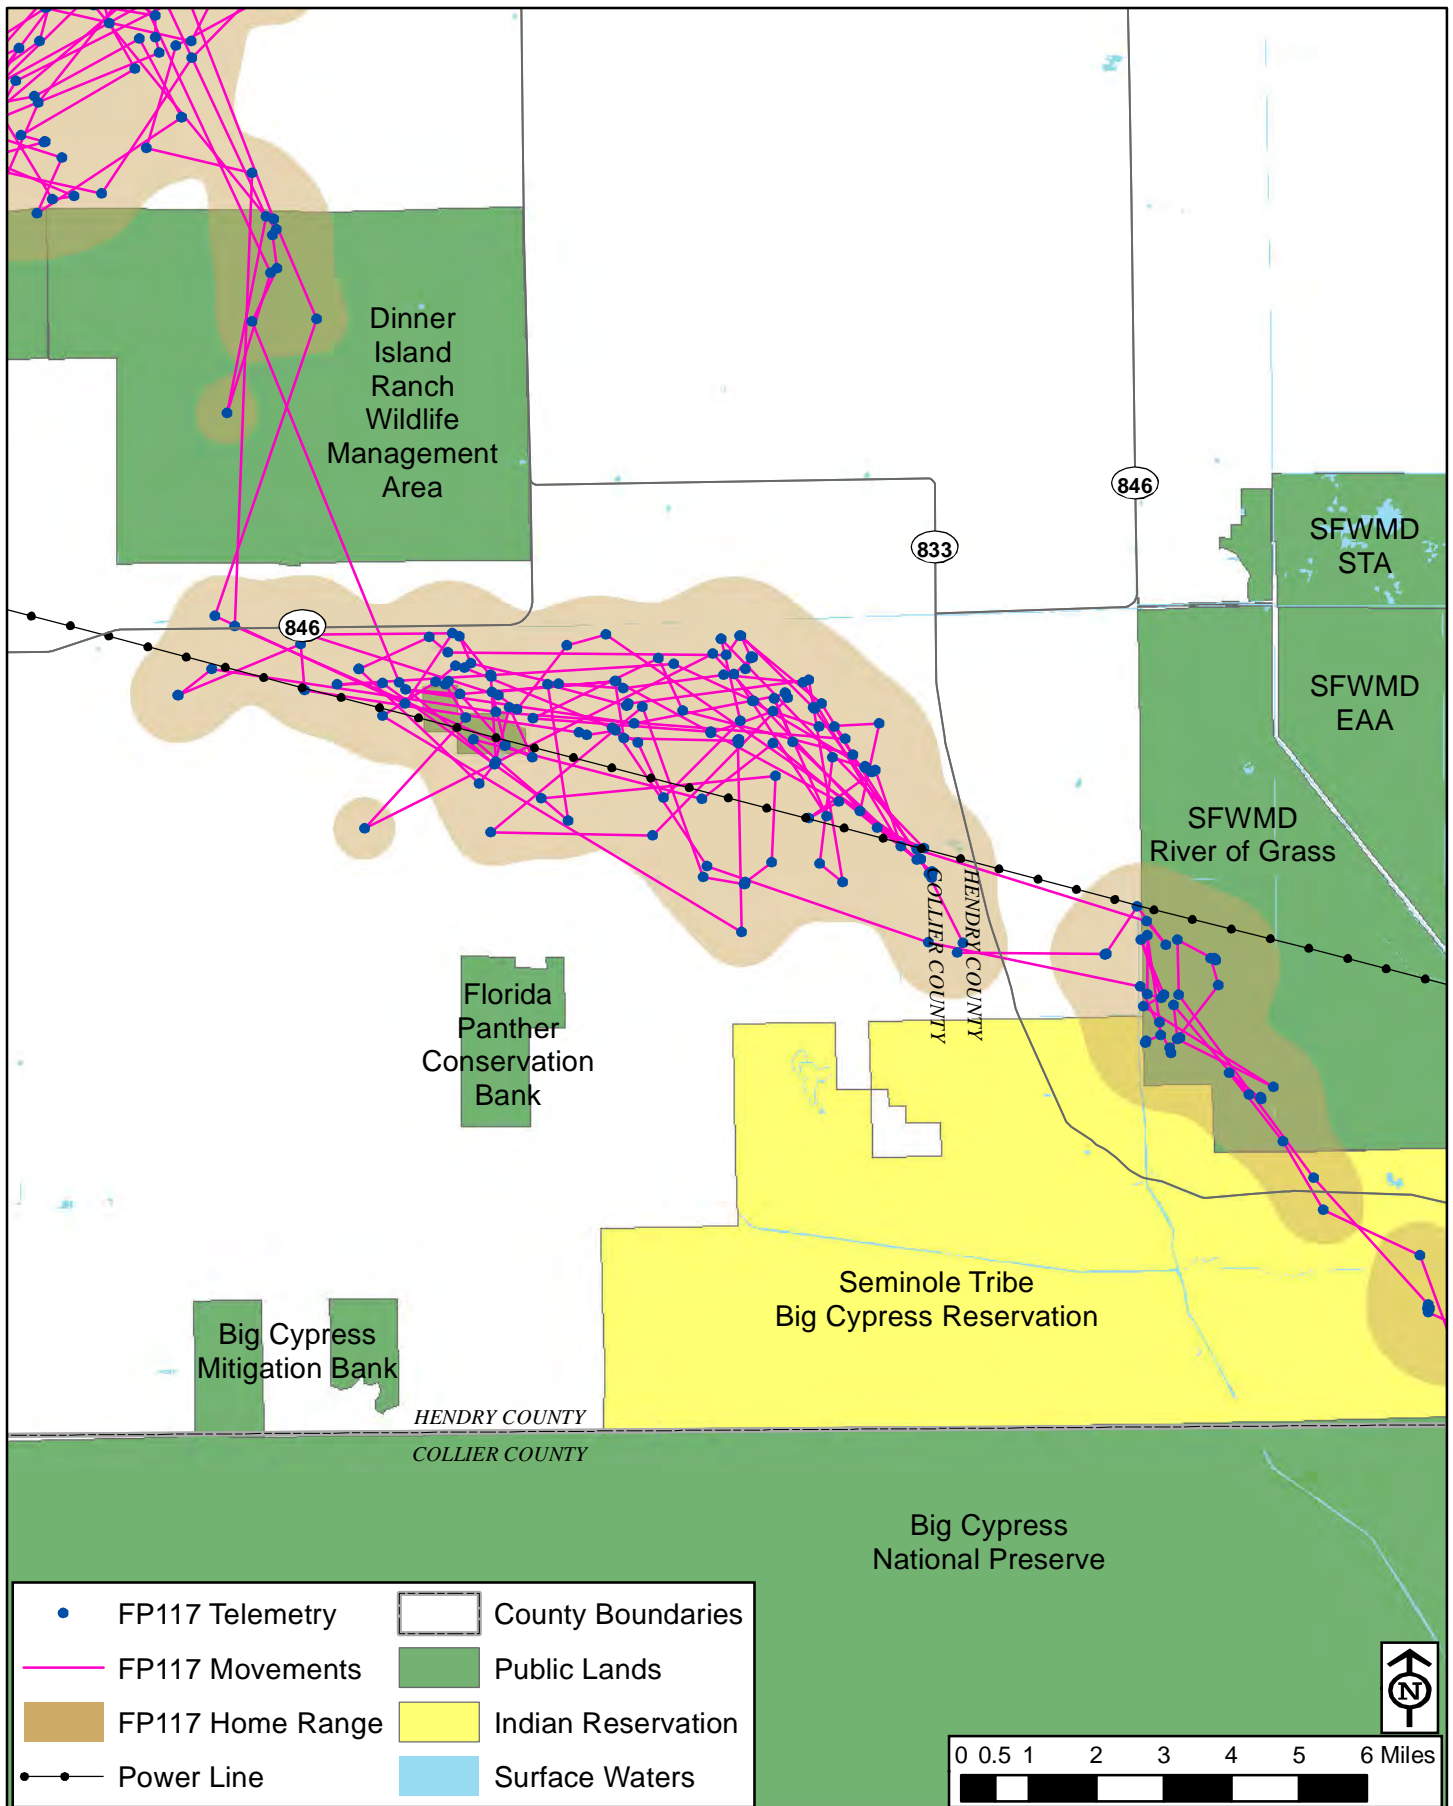 Dinner
Island
Ranch
Wildlife
Management
Area
846
833
SFWMD
STA
846
SFWMD
EAA
SFWMD
River of Grass
COLLIER COUNTY
HENDRY COUNTY
Florida
Panther
Conservation
Bank
Seminole Tribe
Big Cypress Reservation
Big Cypress
Mitigation Bank
HENDRY COUNTY
COLLIER COUNTY
Big Cypress
National Preserve
FP117 Telemetry
FP117 Movements
FP117 Home Range
Power Line
County Boundaries
Public Lands
Indian Reservation
Surface Waters
N
0 0.5 1 2 3 4 5 6 Miles